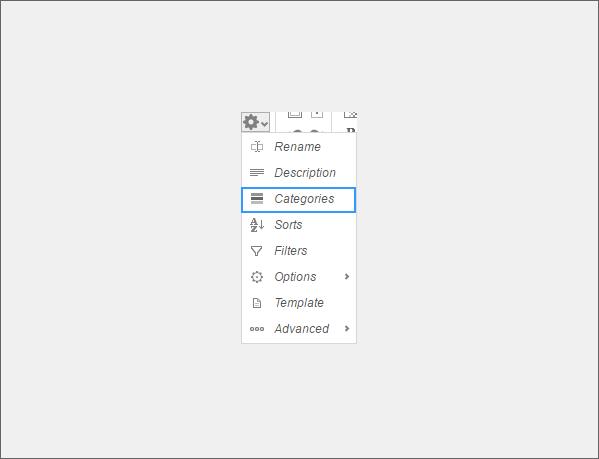 Rename
Description
Categories
Sorts
Filters
Options
Template
Advanced